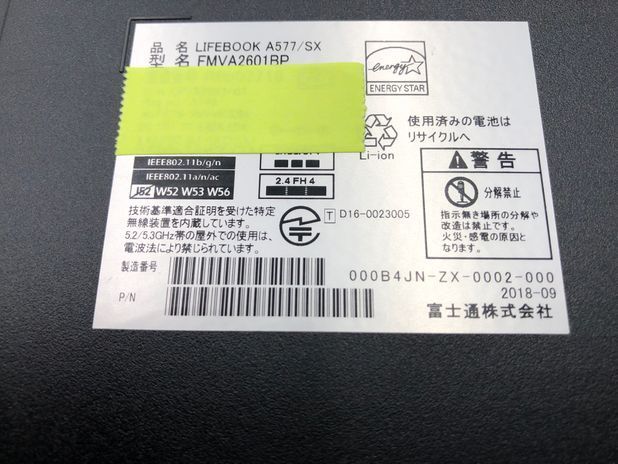 品名 LIFEBOOK A577/SX
型名 FMVA2601BP
energy
ENERGY STAR
使用済みの電池は
リサイクルへ
Li-ion
IEEE802.11b/g/n
IEEE802.11a/n/ac
J52 W52 W53 W56
2.4 FH 4
警告
分解禁止
指示無き場所の分解や
改造は禁止です。
火災・感電の原因と
なります。
技術基準適合証明を受けた特定
無線装置を内蔵しています。
5.2/5.3GHz帯の屋外での使用は、
電波法により禁じられています。
T D16-0023005
製造番号
000B4JN-ZX-0002-000
P/N
2018-09
富士通株式会社